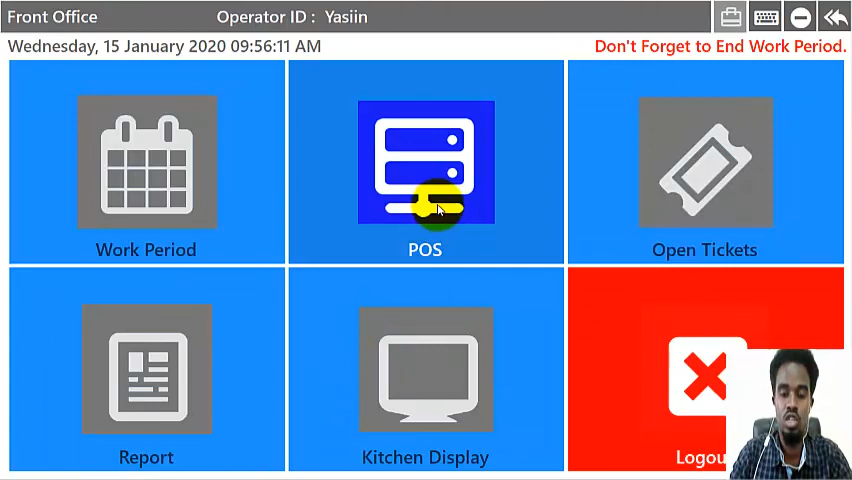 Front Office Operator ID : Yasiin
Wednesday, 15 January 2020 09:56:11 AM Don't Forget to End Work Period.
Work Period POS Open Tickets
Report Kitchen Display Logou